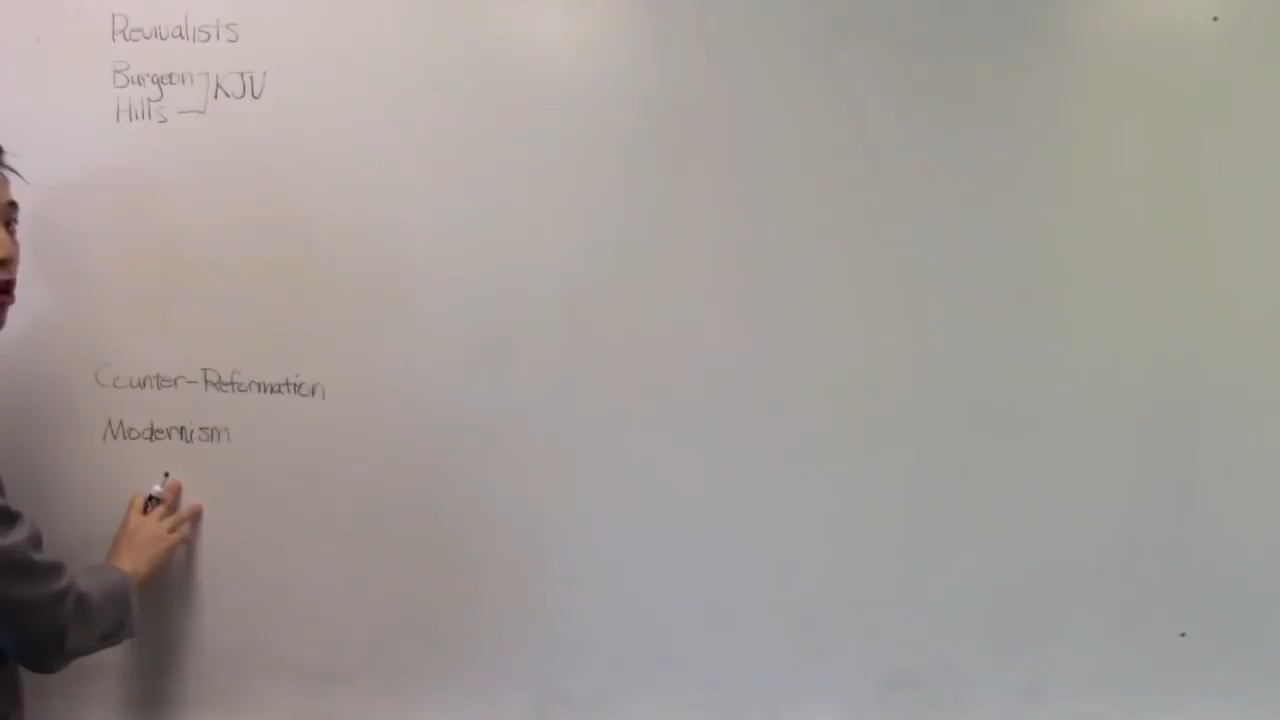 Revivalists
Burgeon
Hills
KJV
Counter-Reformation
Modernism